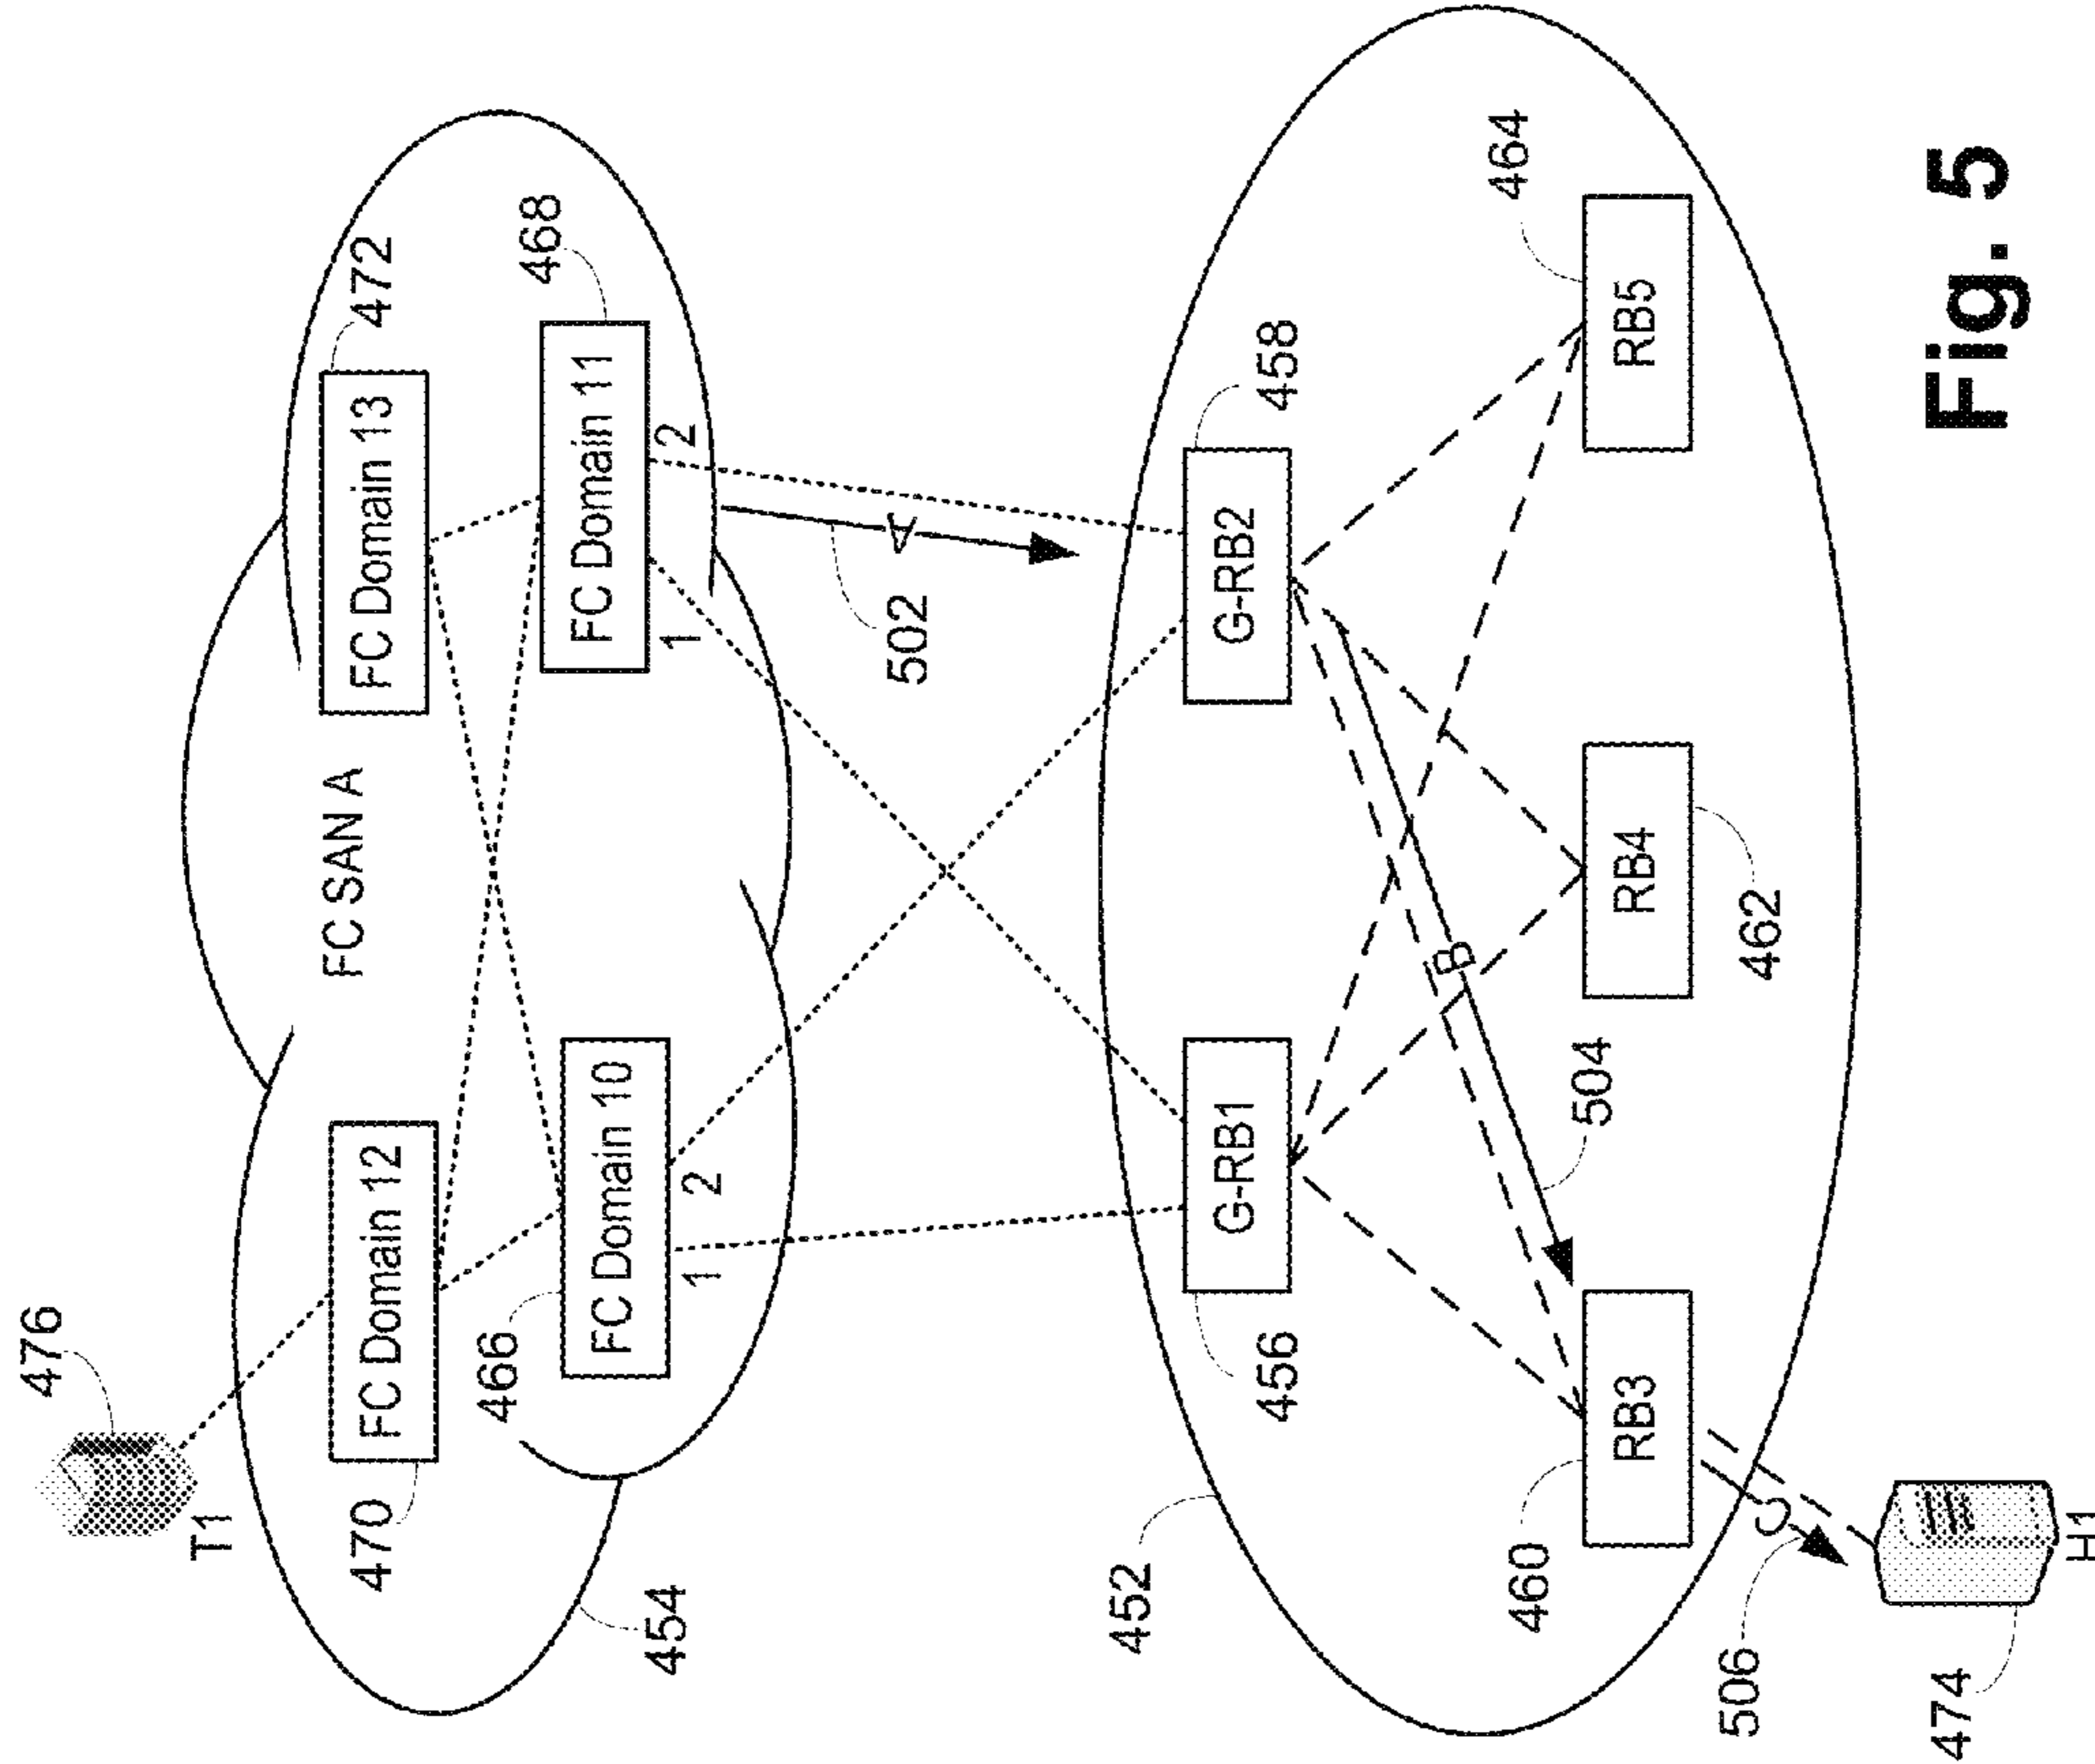 476
T1
FC Domain 12
470
FC SAN A
FC Domain 13
472
466
FC Domain 10
1
2
FC Domain 11
468
1
2
454
A
502
452
456
G-RB1
G-RB2
458
B
504
460
RB3
RB4
462
RB5
464
C
506
474
H1
Fig. 5